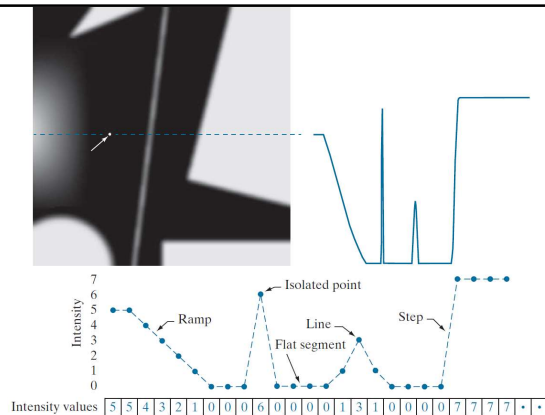 7
6
5
4
3
2
1
0
Intensity
Ramp
Isolated point
Line
Flat segment
Step
Intensity values 5 5 4 3 2 1 0 0 0 6 0 0 0 0 1 3 1 0 0 0 0 7 7 7 7 • •